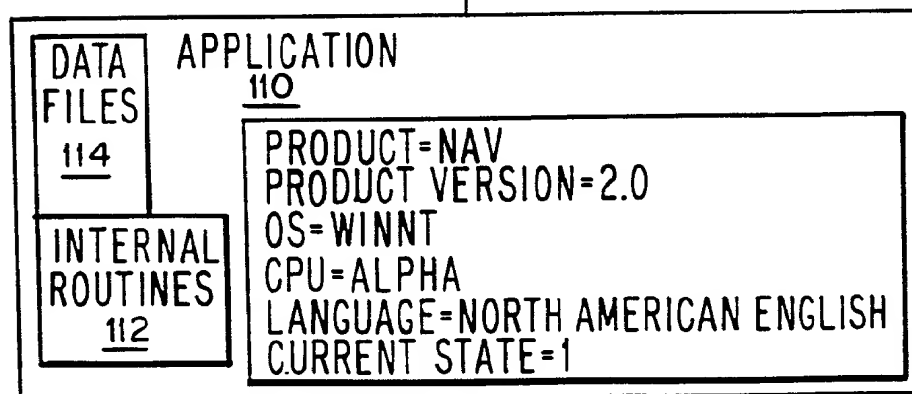 DATA
FILES
114
APPLICATION
110
INTERNAL
ROUTINES
112
PRODUCT=NAV
PRODUCT VERSION=2.0
OS=WINNT
CPU=ALPHA
LANGUAGE=NORTH AMERICAN ENGLISH
CURRENT STATE=1